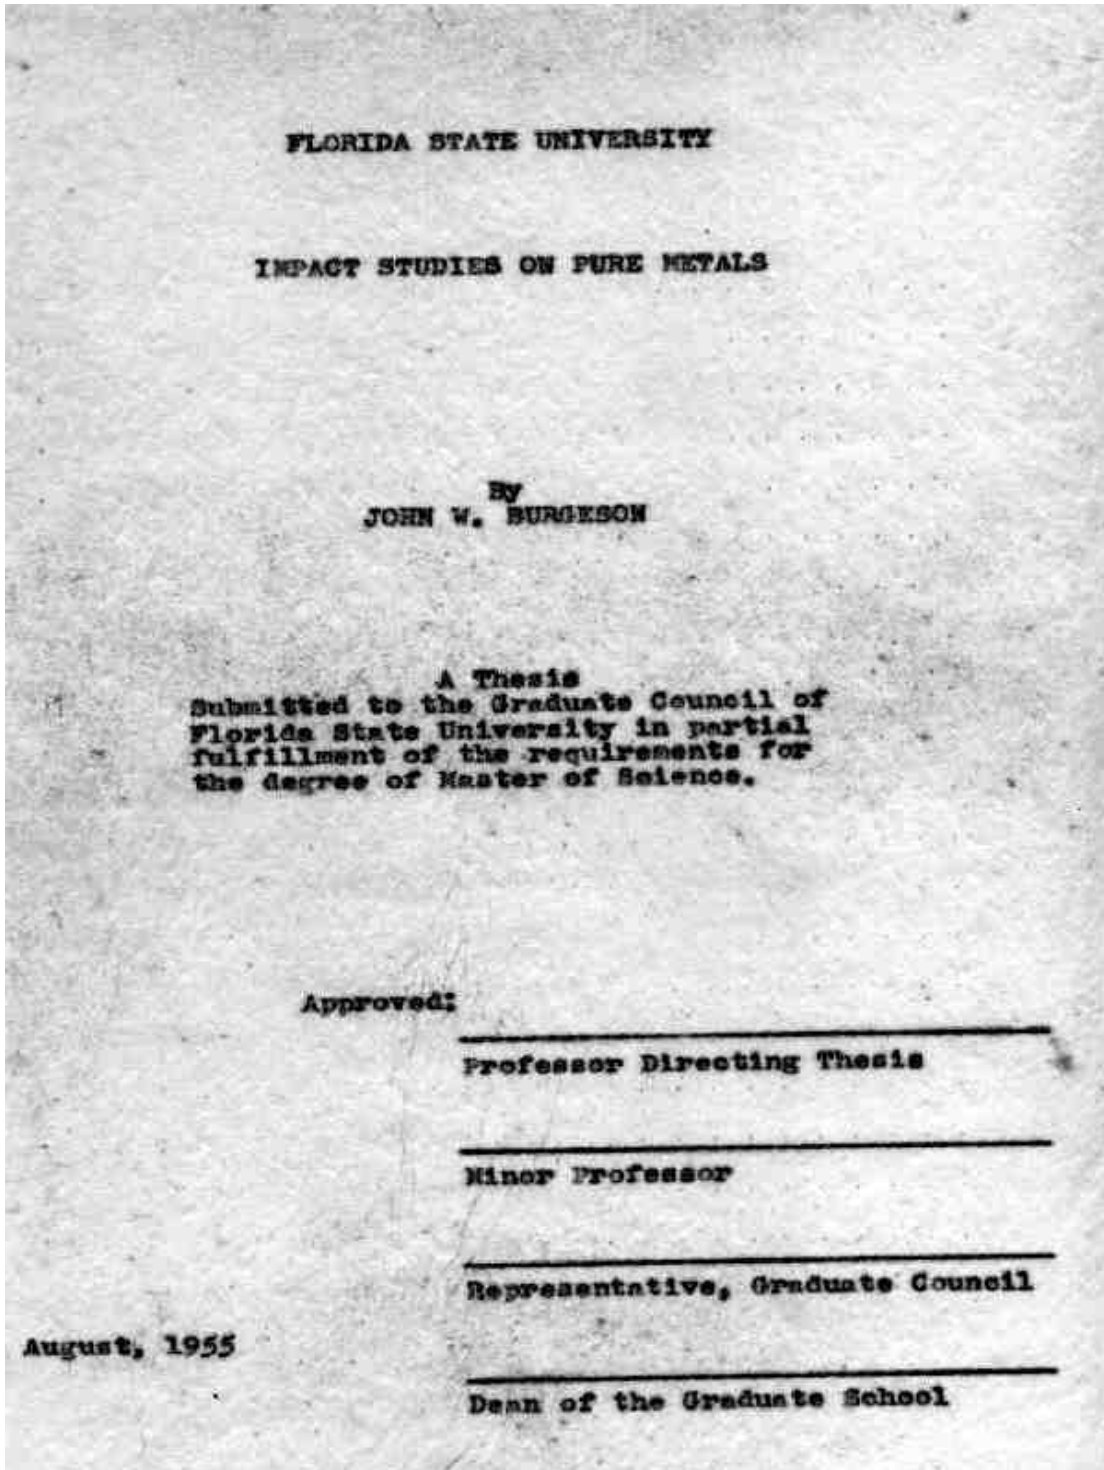 FLORIDA STATE UNIVERSITY
IMPACT STUDIES ON PURE METALS
By
JOHN W. BURGESON
A Thesis
Submitted to the Graduate Council of
Florida State University in partial
fulfillment of the requirements for
the degree of Master of Science.
Approved:
Professor Directing Thesis
Minor Professor
Representative, Graduate Council
August, 1955
Dean of the Graduate School